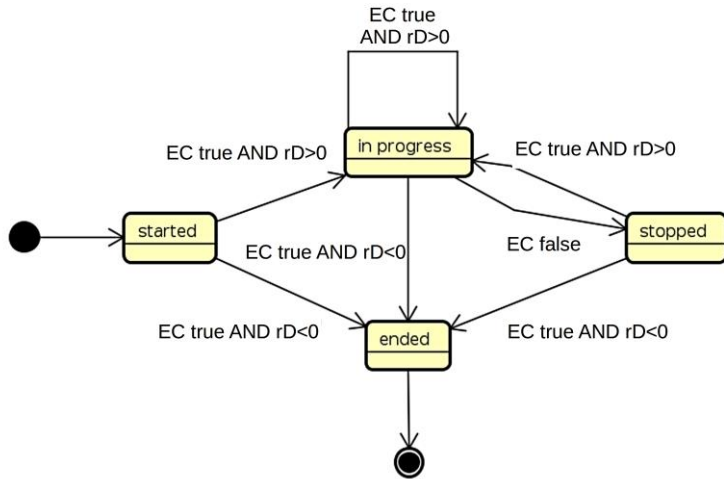 EC true
AND rD>0
in progress
EC true AND rD>0
EC true AND rD>0
started
stopped
EC true AND rD<0
EC false
EC true AND rD<0
ended
EC true AND rD<0